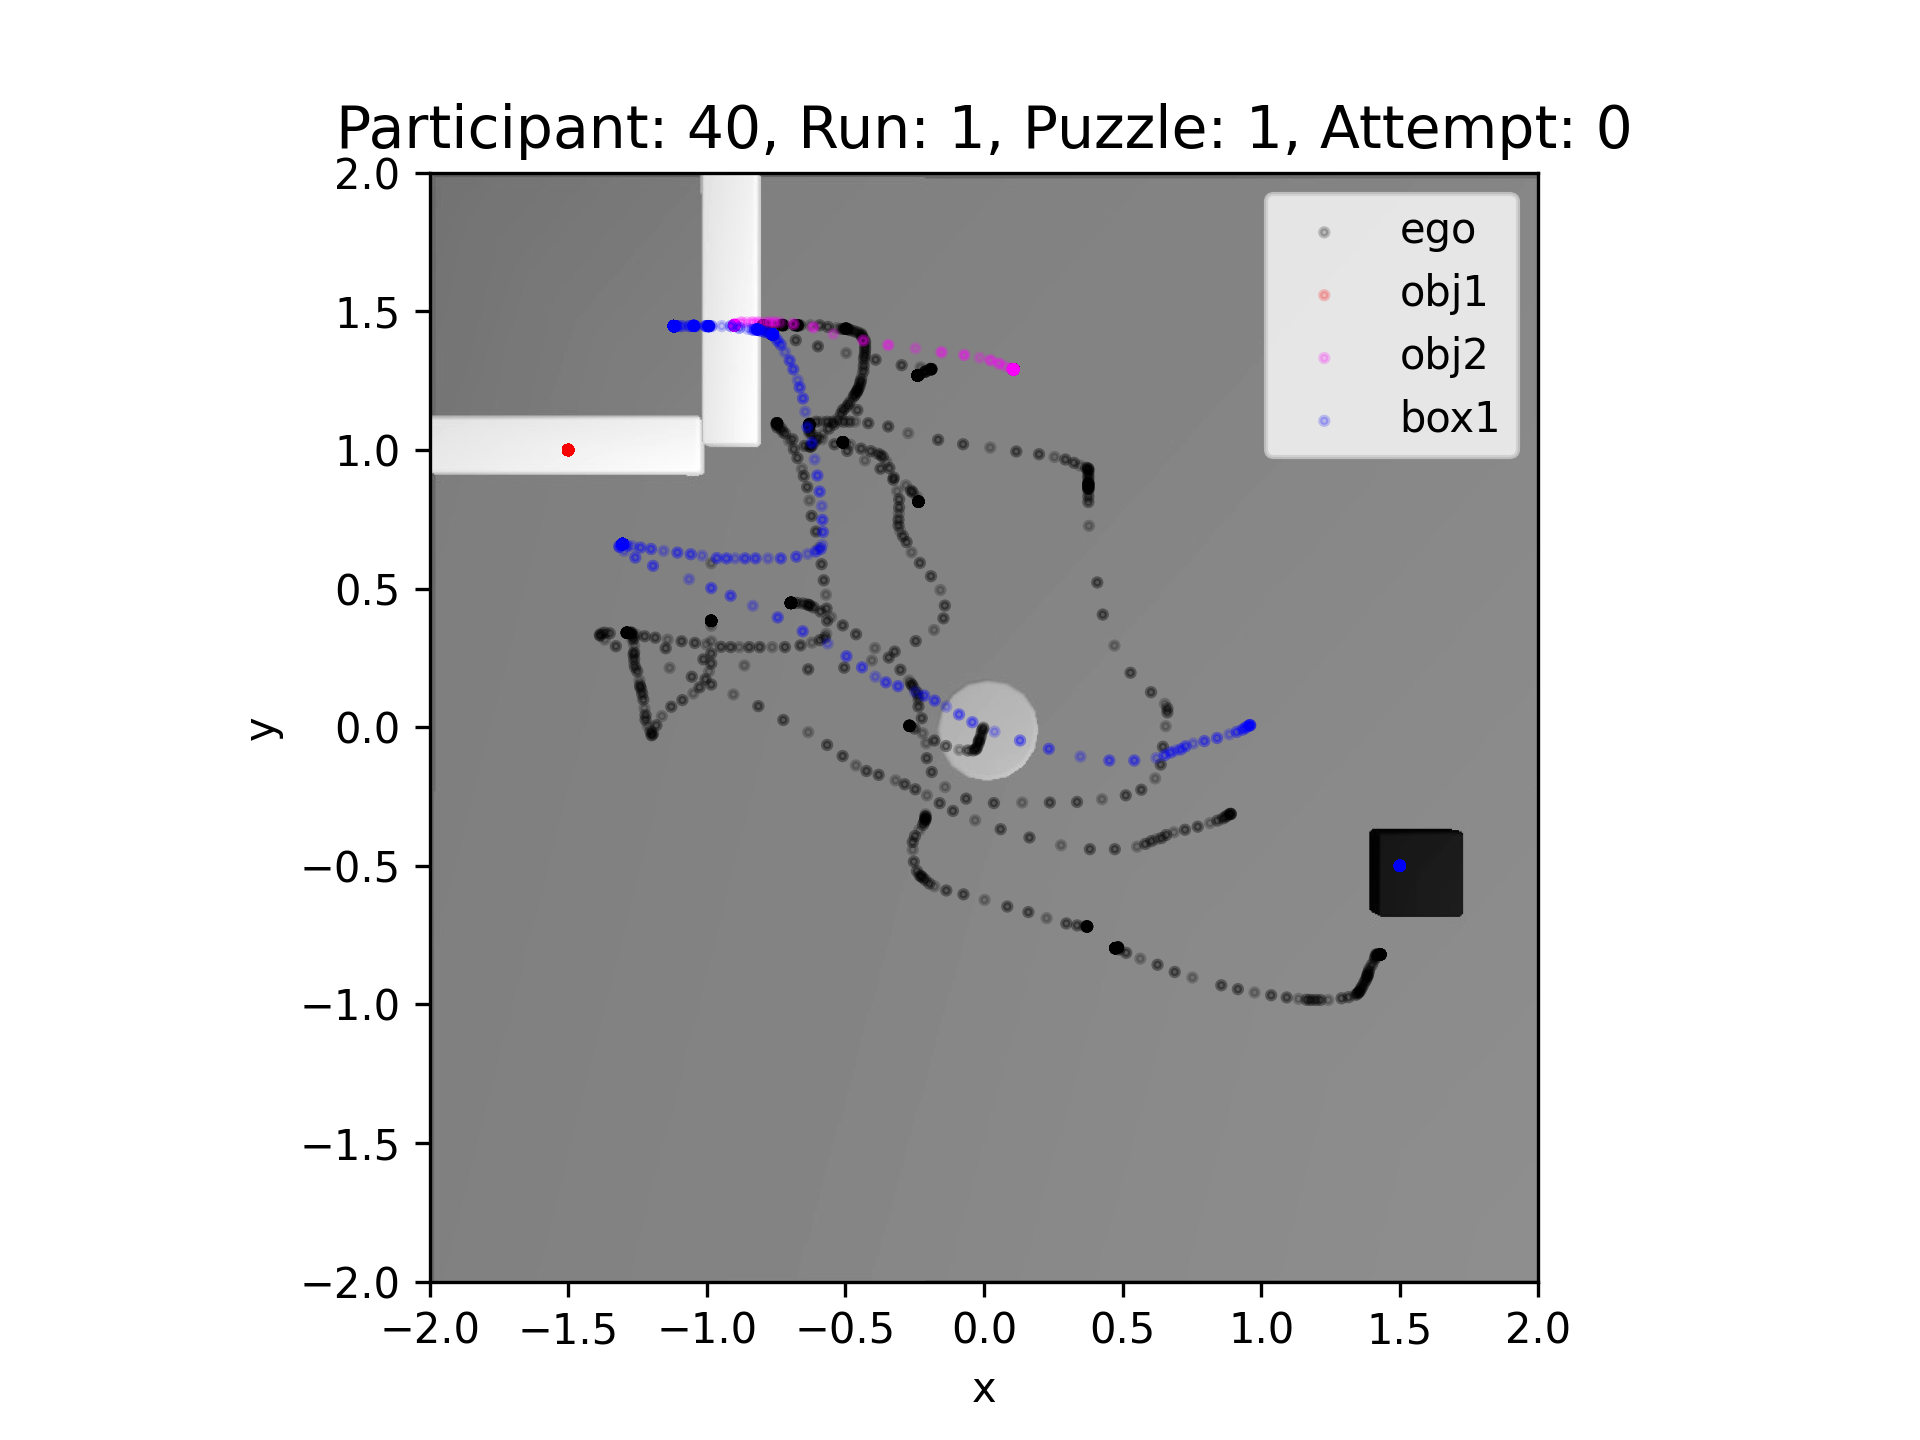 Participant: 40, Run: 1, Puzzle: 1, Attempt: 0
2.0
1.5
1.0
0.5
0.0
−0.5
−1.0
−1.5
−2.0
y
ego
obj1
obj2
box1
−2.0 −1.5 −1.0 −0.5 0.0 0.5 1.0 1.5 2.0
x